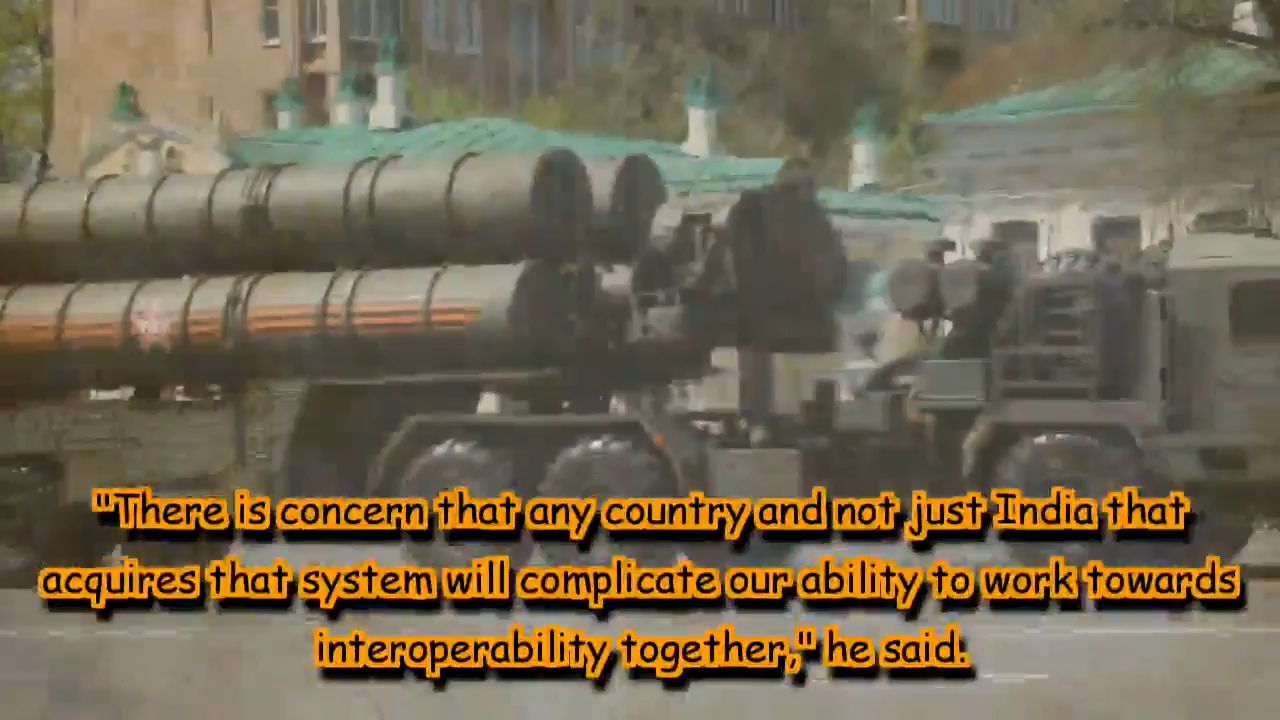 "There is concern that any country and not just India that
acquires that system will complicate our ability to work towards
interoperability together," he said.